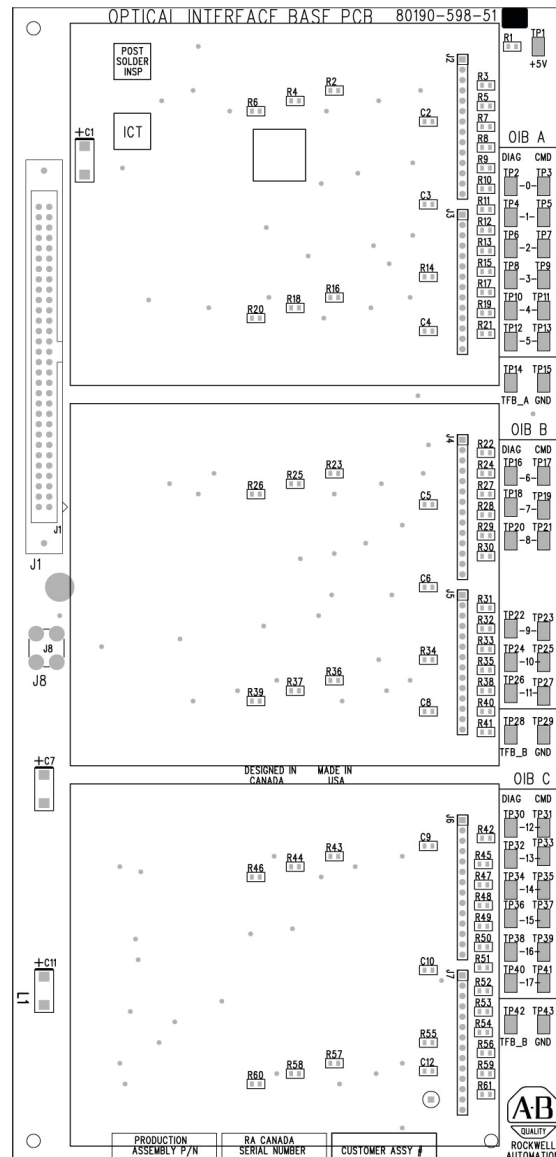 OPTICAL INTERFACE BASE PCB 80190-598-51
POST
SOLDER
INSP
ICT
+C1
R1
TP1
+5V
J2
R2
R4
R6
C2
R3
R5
R7
R8
R9
R10
C3
J3
R11
R12
R13
R15
R17
R19
R21
R14
R16
R18
R20
C4
OIB A
DIAG CMD
TP2 -0- TP3
TP4 -1- TP5
TP6 -2- TP7
TP8 -3- TP9
TP10 -4- TP11
TP12 -5- TP13
TP14 TP15
TFB_A GND
J1
J1
J4
R22
R24
R27
R28
R29
R30
R23
R25
R26
C5
C6
J5
R31
R32
R33
R35
R38
R40
R41
R34
R36
R37
R39
C8
OIB B
DIAG CMD
TP16 -6- TP17
TP18 -7- TP19
TP20 -8- TP21
TP22 -9- TP23
TP24 -10- TP25
TP26 -11- TP27
TP28 TP29
TFB_B GND
J8
J8
+C7
DESIGNED IN
CANADA
MADE IN
USA
J6
R42
R45
R47
R48
R49
R50
R51
R43
R44
R46
C9
C10
J7
R52
R53
R54
R56
R59
R61
R55
R57
R58
R60
C12
OIB C
DIAG CMD
TP30 -12- TP31
TP32 -13- TP33
TP34 -14- TP35
TP36 -15- TP37
TP38 -16- TP39
TP40 -17- TP41
TP42 TP43
TFB_B GND
+C11
L1
PRODUCTION
ASSEMBLY P/N
RA CANADA
SERIAL NUMBER
CUSTOMER ASSY #
A·B
QUALITY
ROCKWELL
AUTOMATION